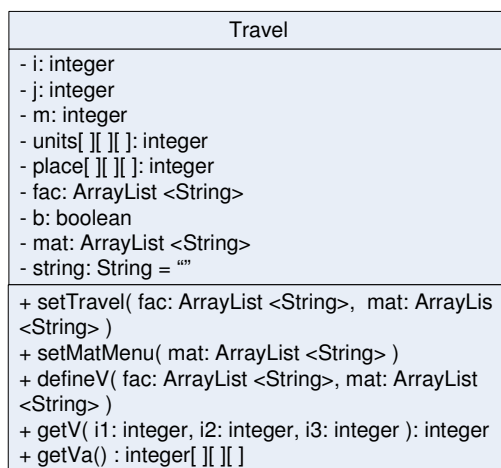 Travel
- i: integer
- j: integer
- m: integer
- units[ ][ ][ ]: integer
- place[ ][ ][ ]: integer
- fac: ArrayList <String>
- b: boolean
- mat: ArrayList <String>
- string: String = “”
+ setTravel( fac: ArrayList <String>,  mat: ArrayLis
<String> )
+ setMatMenu( mat: ArrayList <String> )
+ defineV( fac: ArrayList <String>, mat: ArrayList
<String> )
+ getV( i1: integer, i2: integer, i3: integer ): integer
+ getVa() : integer[ ][ ][ ]